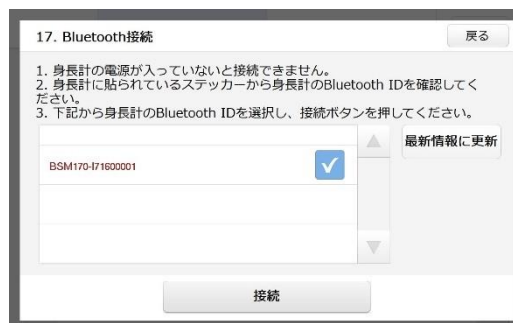 17. Bluetooth接続
戻る
1. 身長計の電源が入っていないと接続できません。
2. 身長計に貼られているステッカーから身長計のBluetooth IDを確認してく
ださい。
3. 下記から身長計のBluetooth IDを選択し、接続ボタンを押してください。
最新情報に更新
BSM170-I71600001
接続